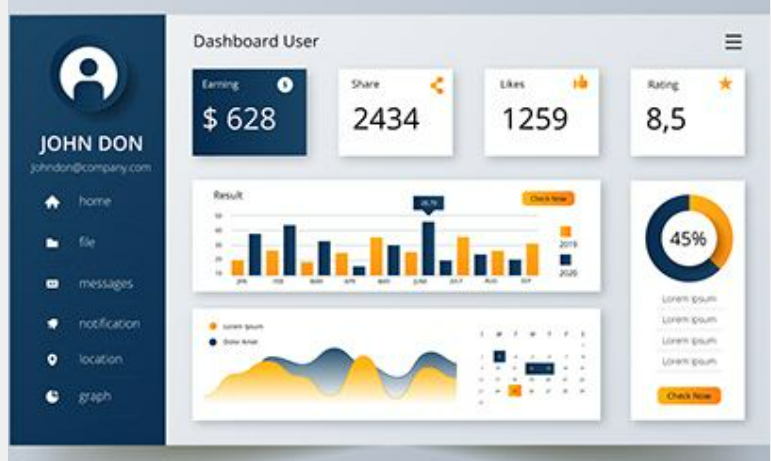 Dashboard User
JOHN DON
johndon@company.com
home
file
messages
notification
location
graph
Earning
$ 628
Share
2434
Likes
1259
Rating
8,5
Result
Check Now
50
40
30
20
10
JAN FEB MAR APR MAY JUNE JULY AUG SEP
2019
2020
Lorem Ipsum
Dolor Amet
S M T W T F S
45%
Lorem Ipsum
Lorem Ipsum
Lorem Ipsum
Lorem Ipsum
Check Now